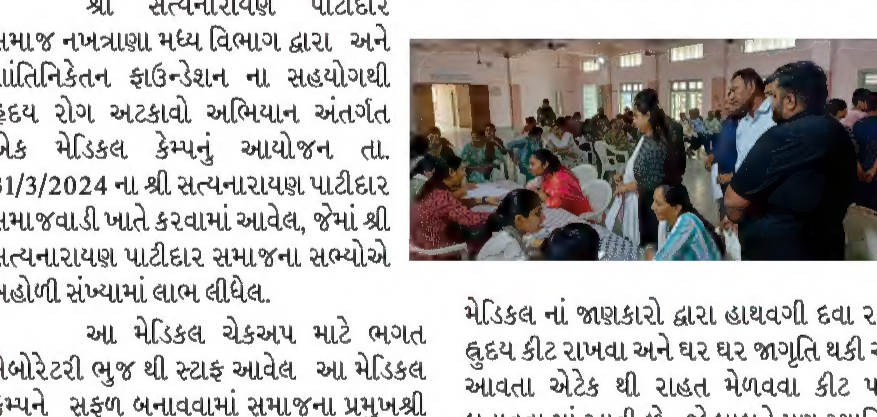 શ્રી સત્યનારાયણ પાટીદાર
સમાજ નખત્રાણા મધ્ય વિભાગ દ્વારા અને
શાંતિનિકેતન ફાઉન્ડેશન ના સહયોગથી
હૃદય રોગ અટકાવો અભિયાન અંતર્ગત
એક મેડિકલ કેમ્પનું આયોજન તા.
31/3/2024 ના શ્રી સત્યનારાયણ પાટીદાર
સમાજવાડી ખાતે કરવામાં આવેલ, જેમાં શ્રી
સત્યનારાયણ પાટીદાર સમાજના સભ્યોએ
બહોળી સંખ્યામાં લાભ લીધેલ.
આ મેડિકલ ચેકઅપ માટે ભગત
લેબોરેટરી ભુજ થી સ્ટાફ આવેલ આ મેડિકલ
કેમ્પને સફળ બનાવવામાં સમાજના પ્રમુખશ્રી
મેડિકલ નાં જાણકારો દ્વારા હાથવગી દવા
હ્રુદય કીટ રાખવા અને ઘર ઘર જાગૃતિ થકી
આવતા એટેક થી રાહત મેળવવા કીટ